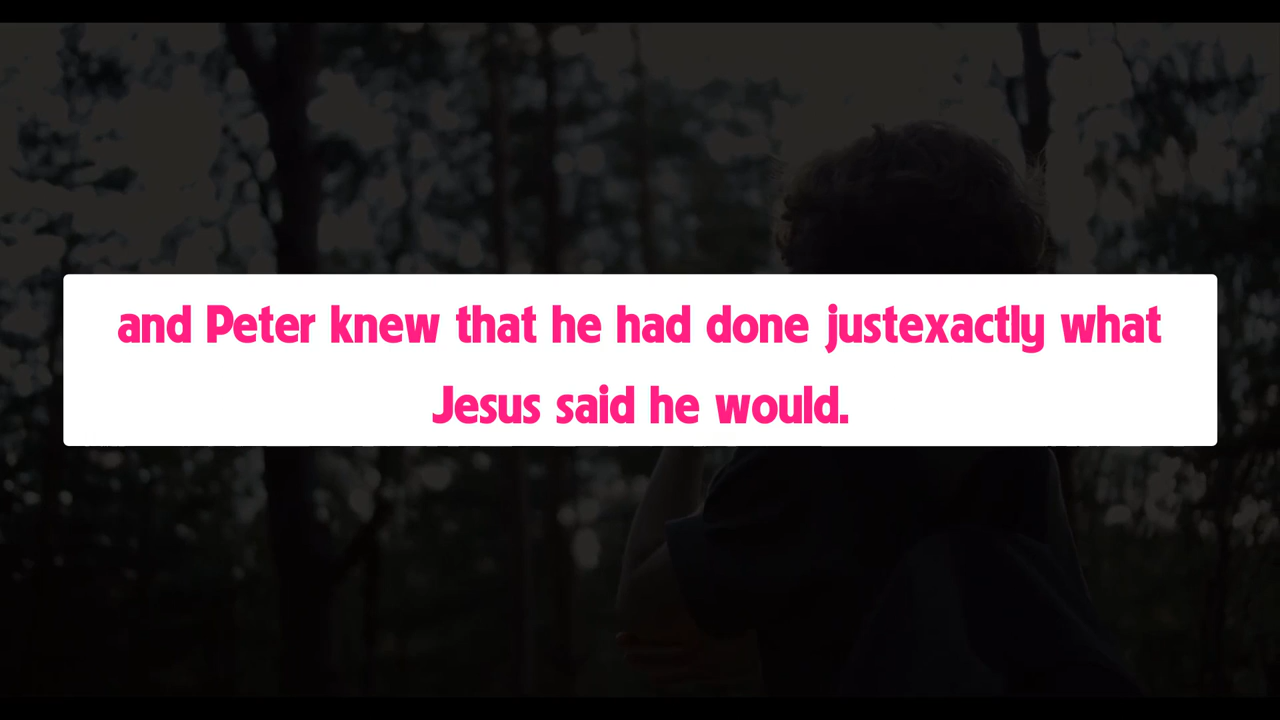 and Peter knew that he had done justexactly what
Jesus said he would.